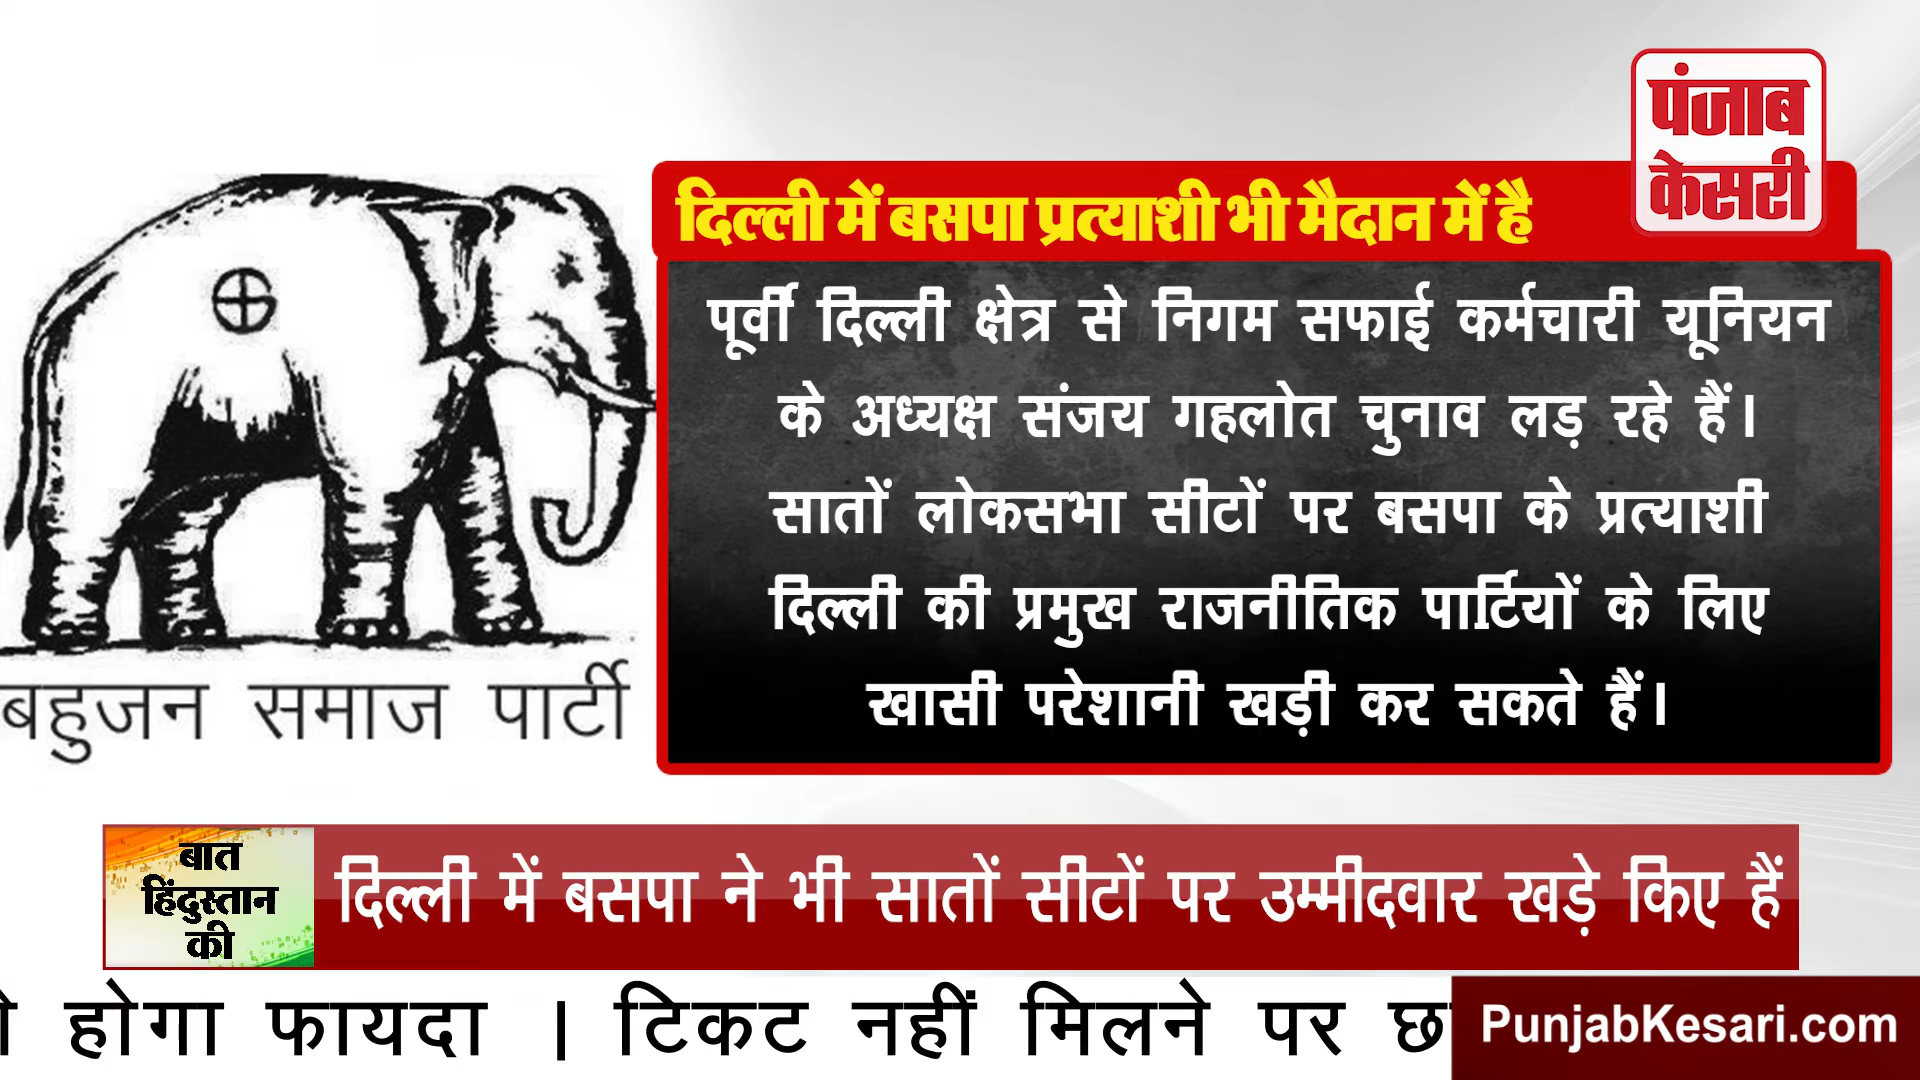 पंजाब
केसरी
दिल्ली में बसपा प्रत्याशी भी मैदान में है
पूर्वी दिल्ली क्षेत्र से निगम सफाई कर्मचारी यूनियन
के अध्यक्ष संजय गहलोत चुनाव लड़ रहे हैं।
सातों लोकसभा सीटों पर बसपा के प्रत्याशी
दिल्ली की प्रमुख राजनीतिक पार्टियों के लिए
खासी परेशानी खड़ी कर सकते हैं।
बहुजन समाज पार्टी
बात
हिंदुस्तान
की
दिल्ली में बसपा ने भी सातों सीटों पर उम्मीदवार खड़े किए हैं
होगा फायदा । टिकट नहीं मिलने पर
PunjabKesari.com